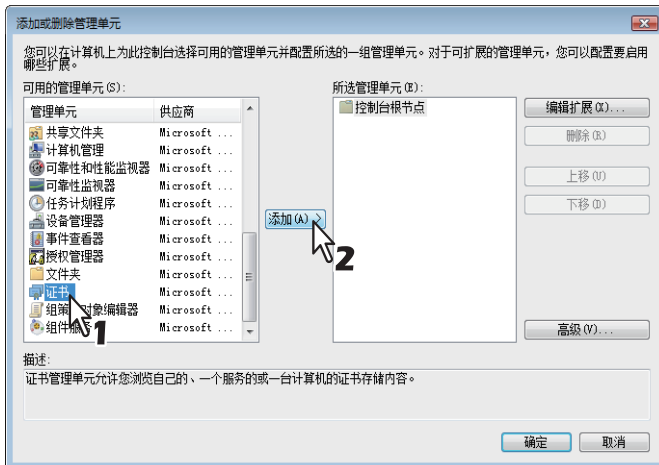 添加或删除管理单元
您可以在计算机上为此控制台选择可用的管理单元并配置所选的一组管理单元。对于可扩展的管理单元，您可以配置要启用
哪些扩展。
可用的管理单元(S):
所选管理单元(E):
管理单元 供应商
共享文件夹 Microsoft ...
计算机管理 Microsoft ...
可靠性和性能监视器 Microsoft ...
可靠性监视器 Microsoft ...
任务计划程序 Microsoft ...
设备管理器 Microsoft ...
事件查看器 Microsoft ...
授权管理器 Microsoft ...
文件夹 Microsoft ...
证书 Microsoft ...
组策 对象编辑器 Microsoft ...
组件服 Microsoft ...
1
添加(A) >
2
控制台根节点
编辑扩展(X)...
删除(R)
上移(U)
下移(D)
高级(V)...
描述:
证书管理单元允许您浏览自己的、一个服务的或一台计算机的证书存储内容。
确定 取消